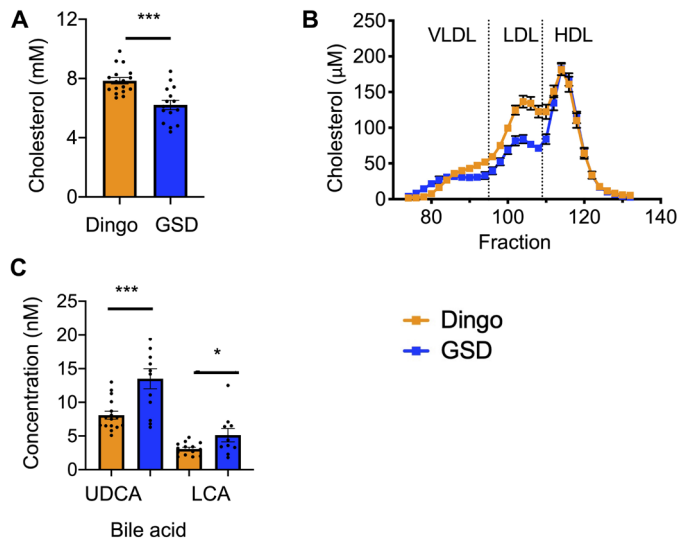 A
***
Cholesterol (mM)
12
8
4
0
Dingo GSD
B
VLDL LDL HDL
Cholesterol (µM)
250
200
150
100
50
0
80 100 120 140
Fraction
C
Concentration (nM)
25
20
15
10
5
0
***
*
UDCA LCA
Bile acid
Dingo
GSD